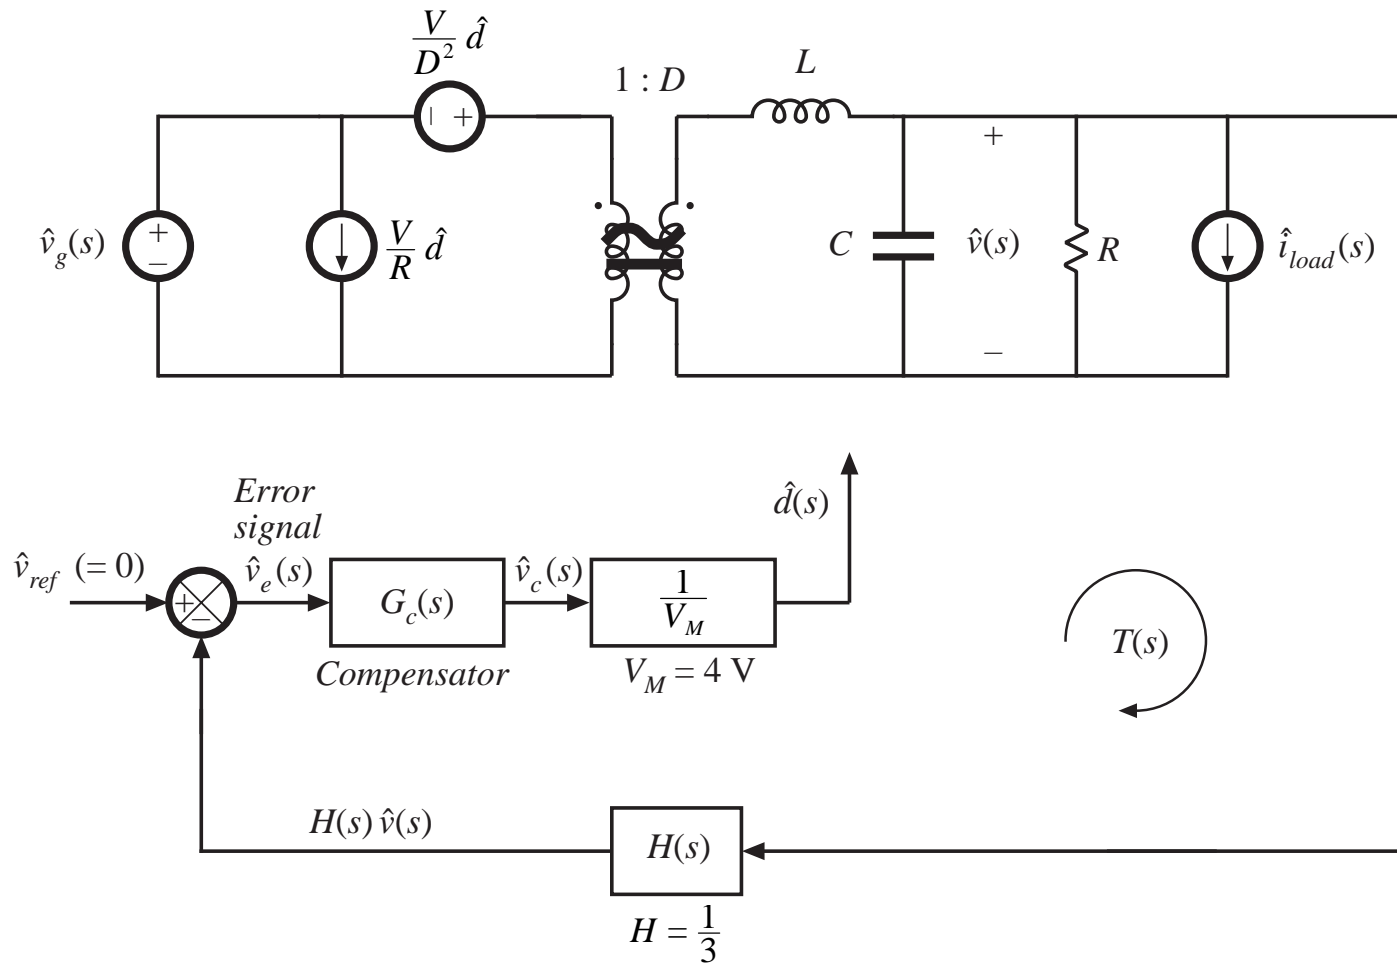 V/D² d̂
1 : D
L
v̂g(s)
+
–
– +
V/R d̂
C
+
v̂(s)
–
R
îload(s)
Error
signal
v̂ref (= 0)
+
–
v̂e(s)
Gc(s)
Compensator
v̂c(s)
1/VM
VM = 4 V
d̂(s)
T(s)
H(s) v̂(s)
H(s)
H = 1/3